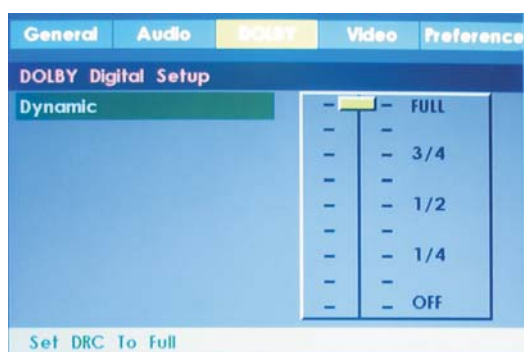 General Audio DOLBY Video Preference
DOLBY Digital Setup
Dynamic
FULL
3/4
1/2
1/4
OFF
Set DRC To Full